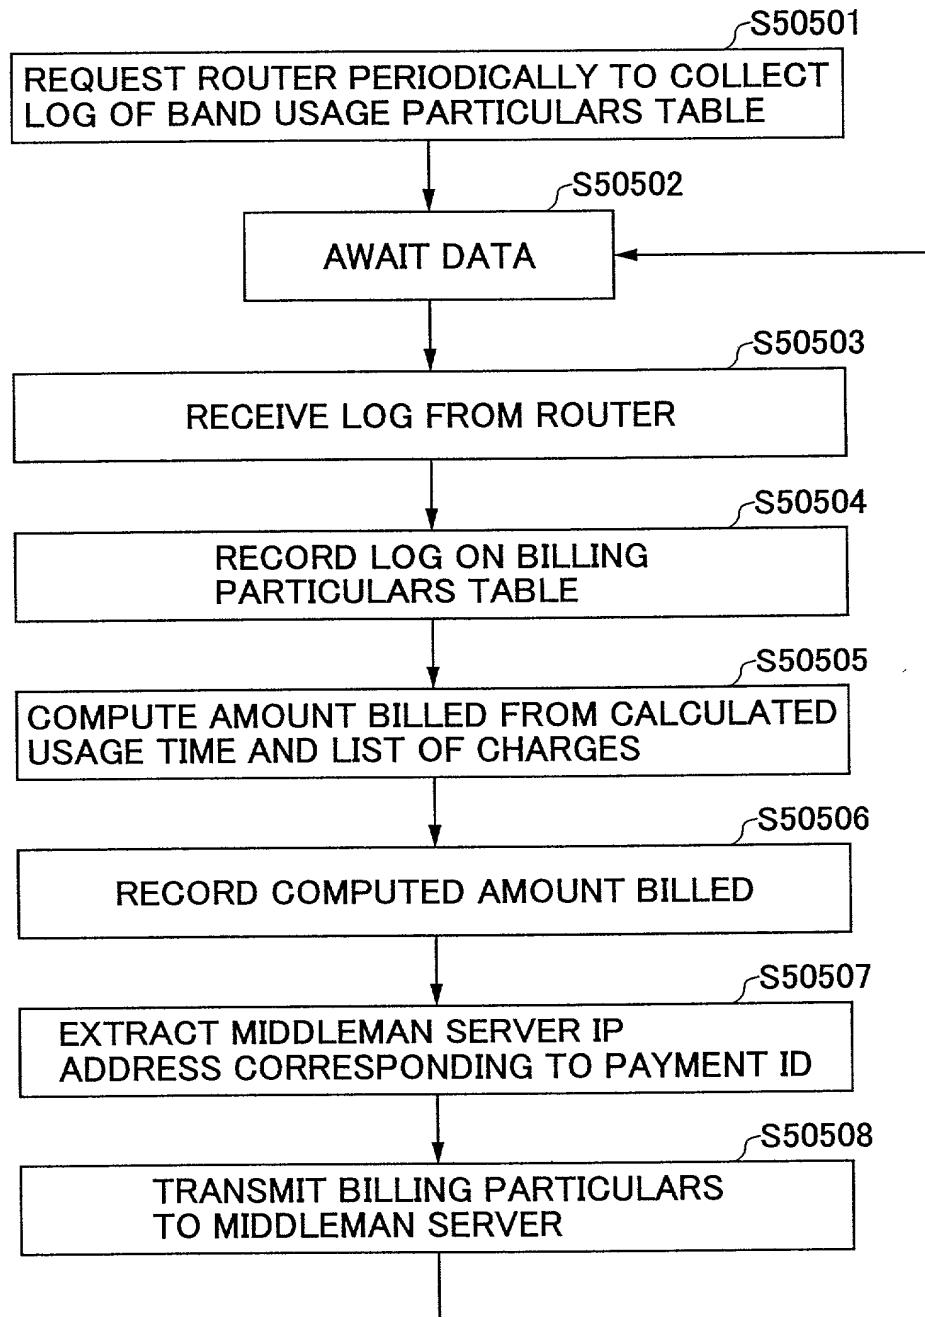 S50501
REQUEST ROUTER PERIODICALLY TO COLLECT
LOG OF BAND USAGE PARTICULARS TABLE
S50502
AWAIT DATA
S50503
RECEIVE LOG FROM ROUTER
S50504
RECORD LOG ON BILLING
PARTICULARS TABLE
S50505
COMPUTE AMOUNT BILLED FROM CALCULATED
USAGE TIME AND LIST OF CHARGES
S50506
RECORD COMPUTED AMOUNT BILLED
S50507
EXTRACT MIDDLEMAN SERVER IP
ADDRESS CORRESPONDING TO PAYMENT ID
S50508
TRANSMIT BILLING PARTICULARS
TO MIDDLEMAN SERVER